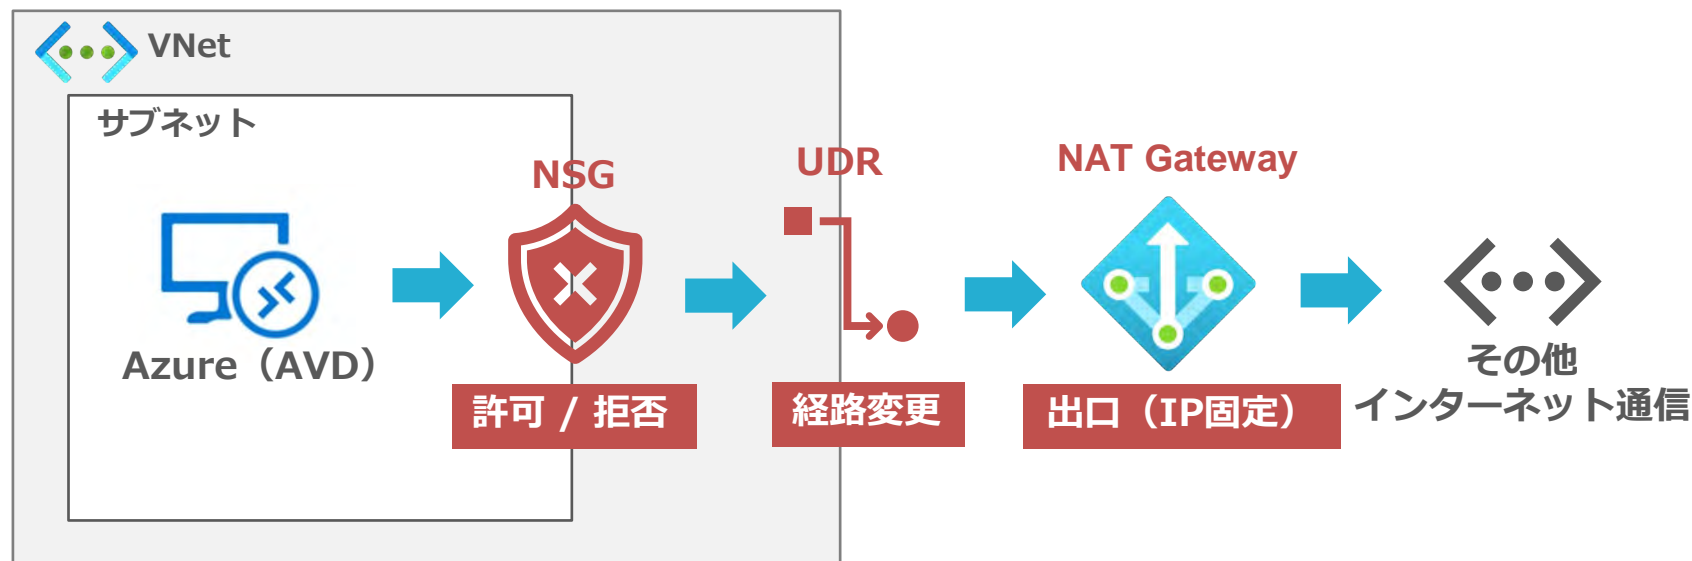 VNet
サブネット
NSG
UDR
NAT Gateway
Azure（AVD）
許可 / 拒否
経路変更
出口（IP固定）
その他
インターネット通信